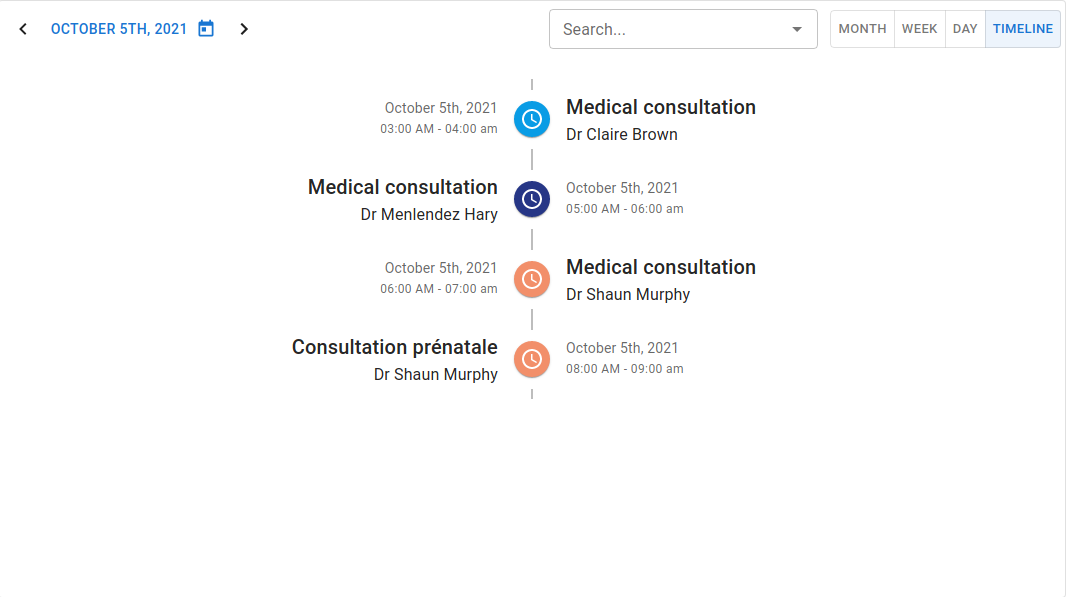 OCTOBER 5TH, 2021
Search...
MONTH WEEK DAY TIMELINE
October 5th, 2021
03:00 AM - 04:00 am
Medical consultation
Dr Claire Brown
Medical consultation
Dr Menlendez Hary
October 5th, 2021
05:00 AM - 06:00 am
October 5th, 2021
06:00 AM - 07:00 am
Medical consultation
Dr Shaun Murphy
Consultation prénatale
Dr Shaun Murphy
October 5th, 2021
08:00 AM - 09:00 am